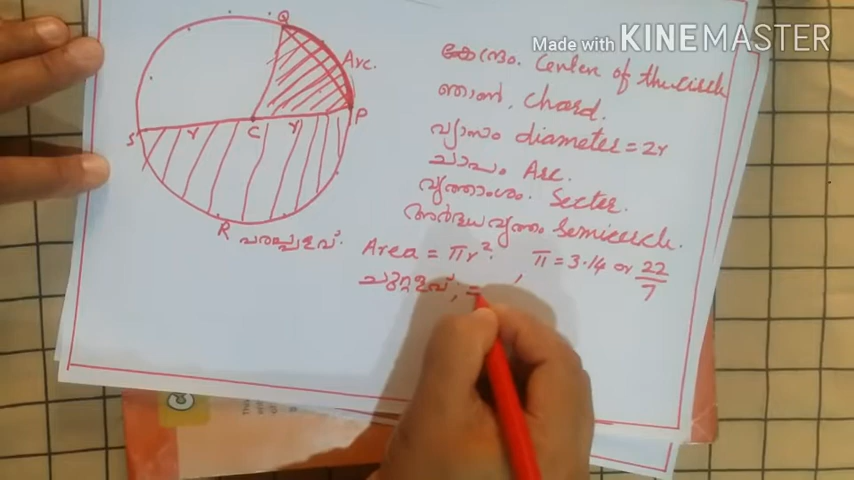 Made with KINEMASTER
Q
Arc.
S r C r P
R
കേന്ദ്രം. Center of the circle
ഞാൺ, Chord.
വ്യാസം diameter = 2r
ചാപം Arc.
വൃത്താംശം. Secter.
അർദ്ധവൃത്തം Semicircle.
പരപ്പളവ്. Area = πr². π = 3.14 or 22/7
ചുറ്റളവ്, =